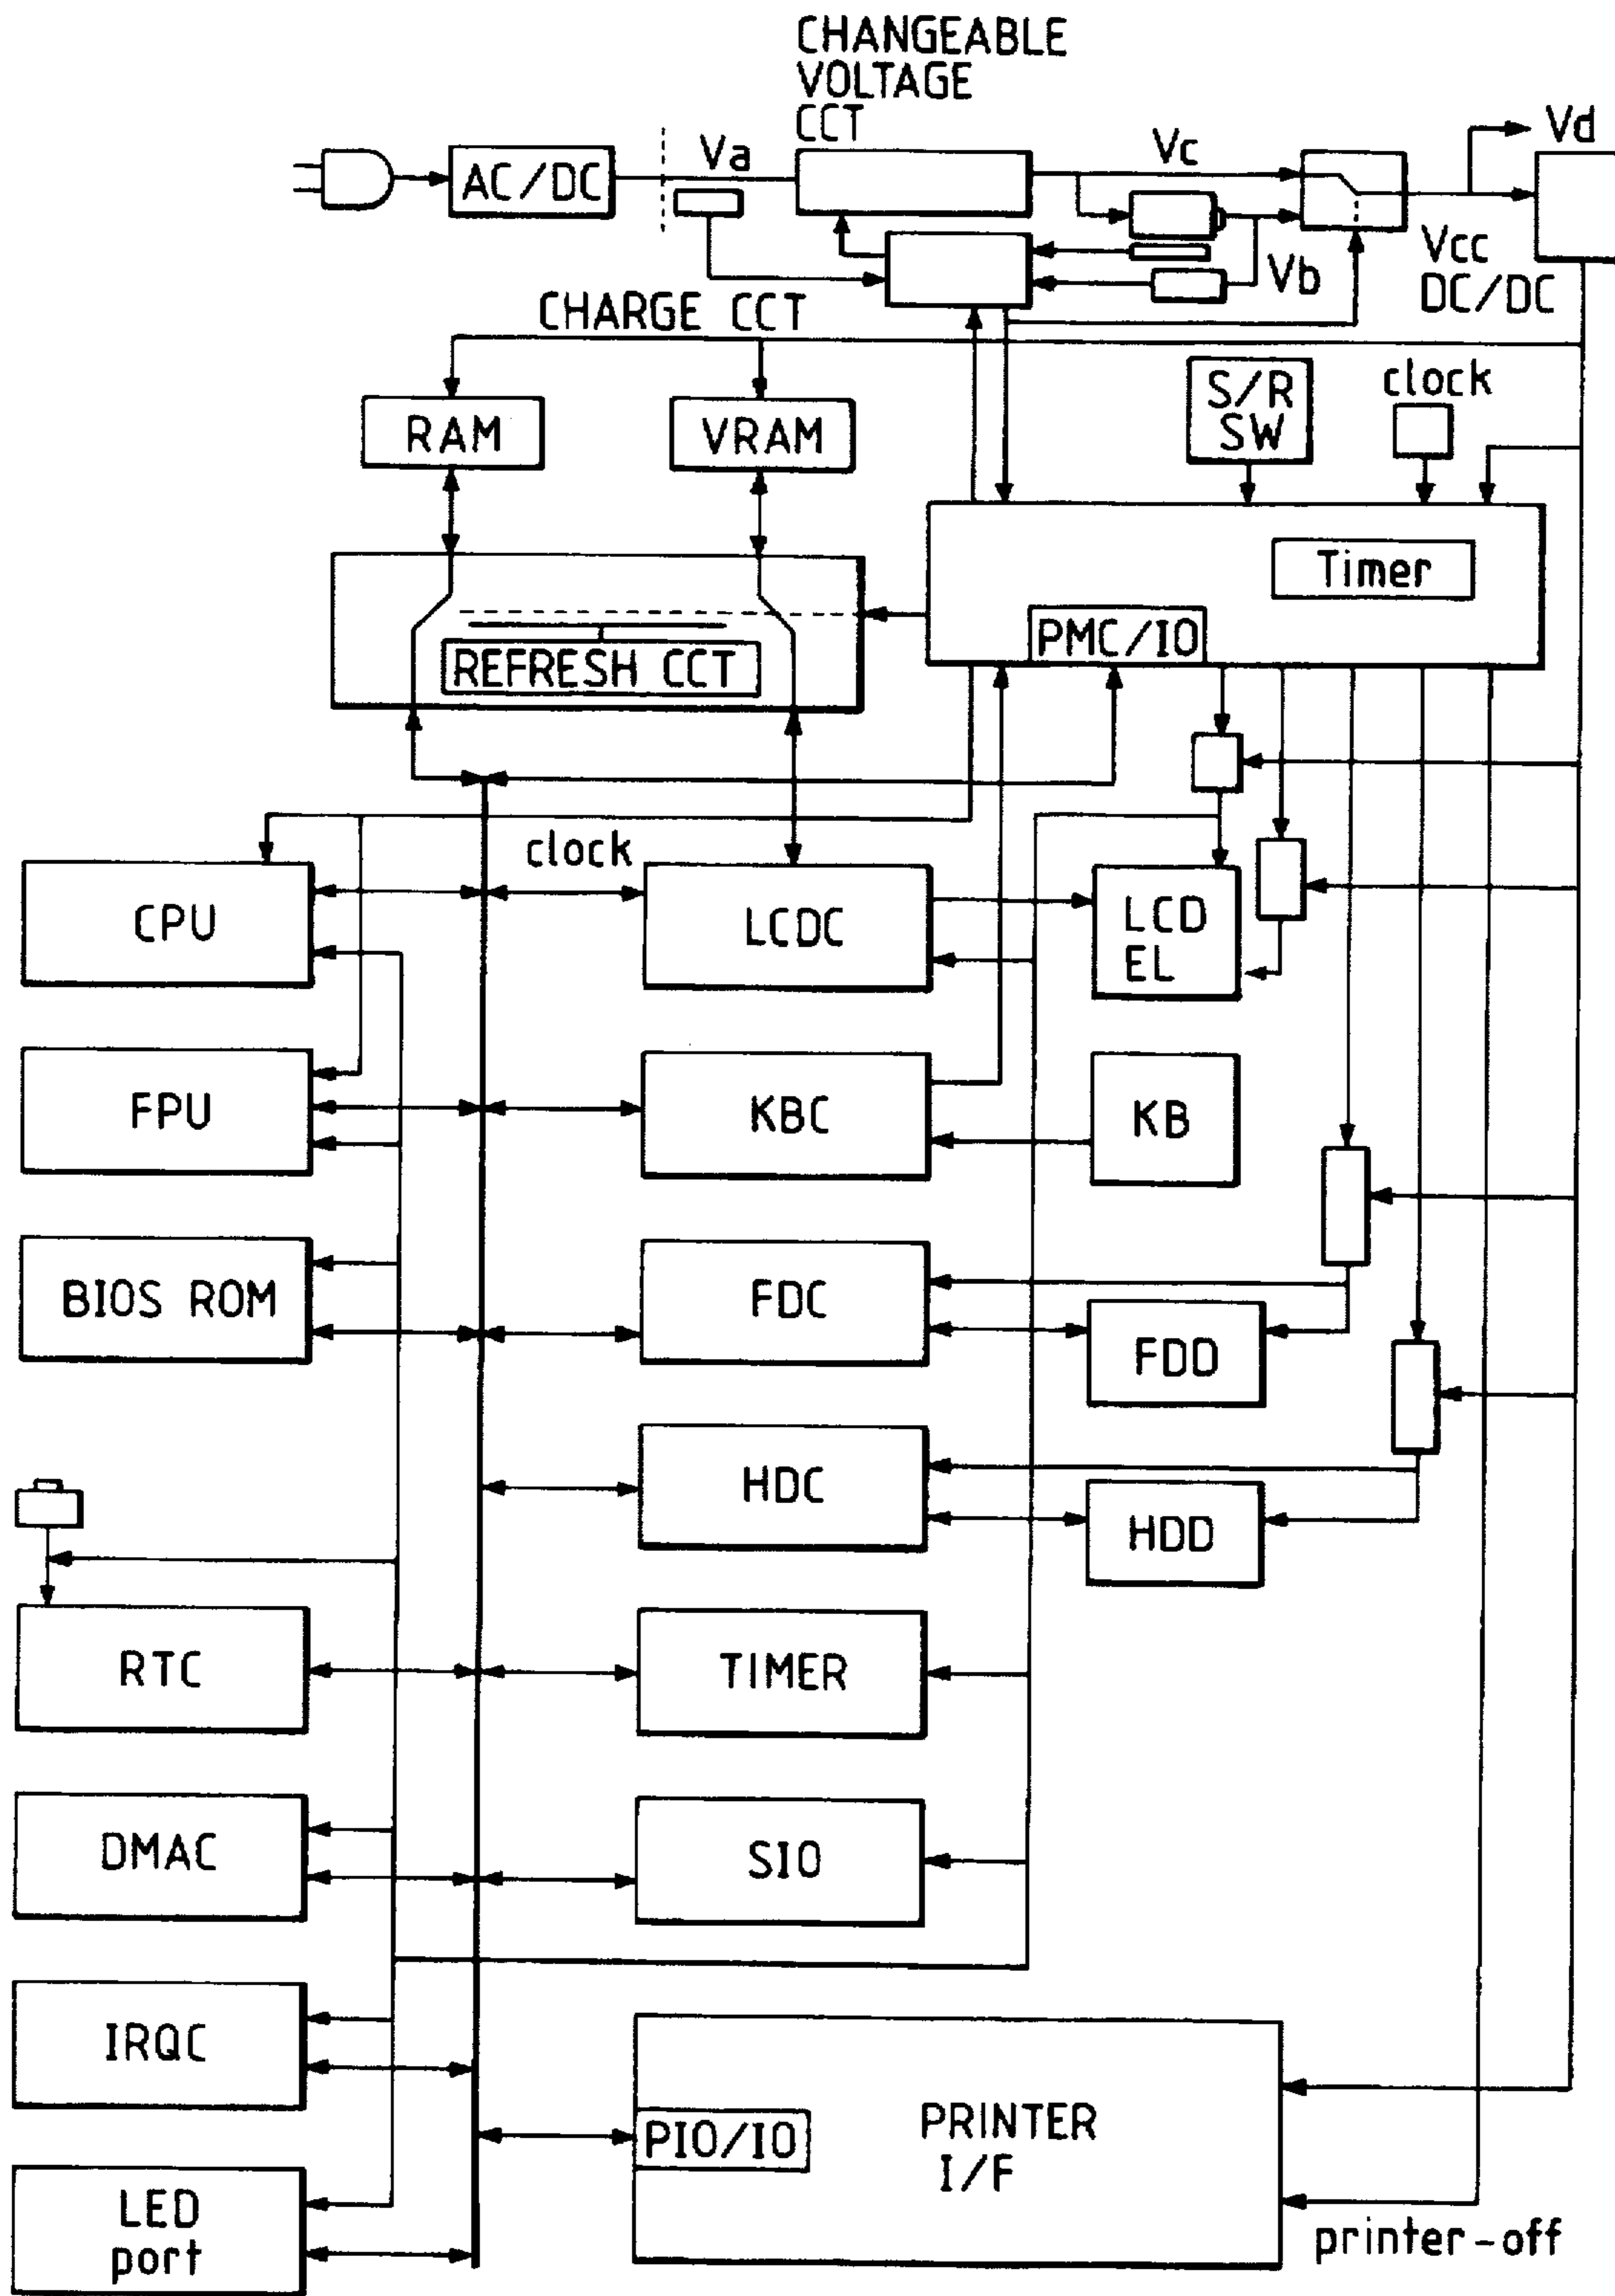 CHANGEABLE
VOLTAGE
CCT
Vd
Va
Vc
AC/DC
Vb
Vcc
DC/DC
CHARGE CCT
S/R
SW
clock
RAM
VRAM
Timer
PMC/IO
REFRESH CCT
clock
CPU
LCDC
LCD
EL
FPU
KBC
KB
BIOS ROM
FDC
FDD
HDC
HDD
RTC
TIMER
DMAC
SIO
IRQC
PRINTER
I/F
PIO/IO
LED
port
printer-off